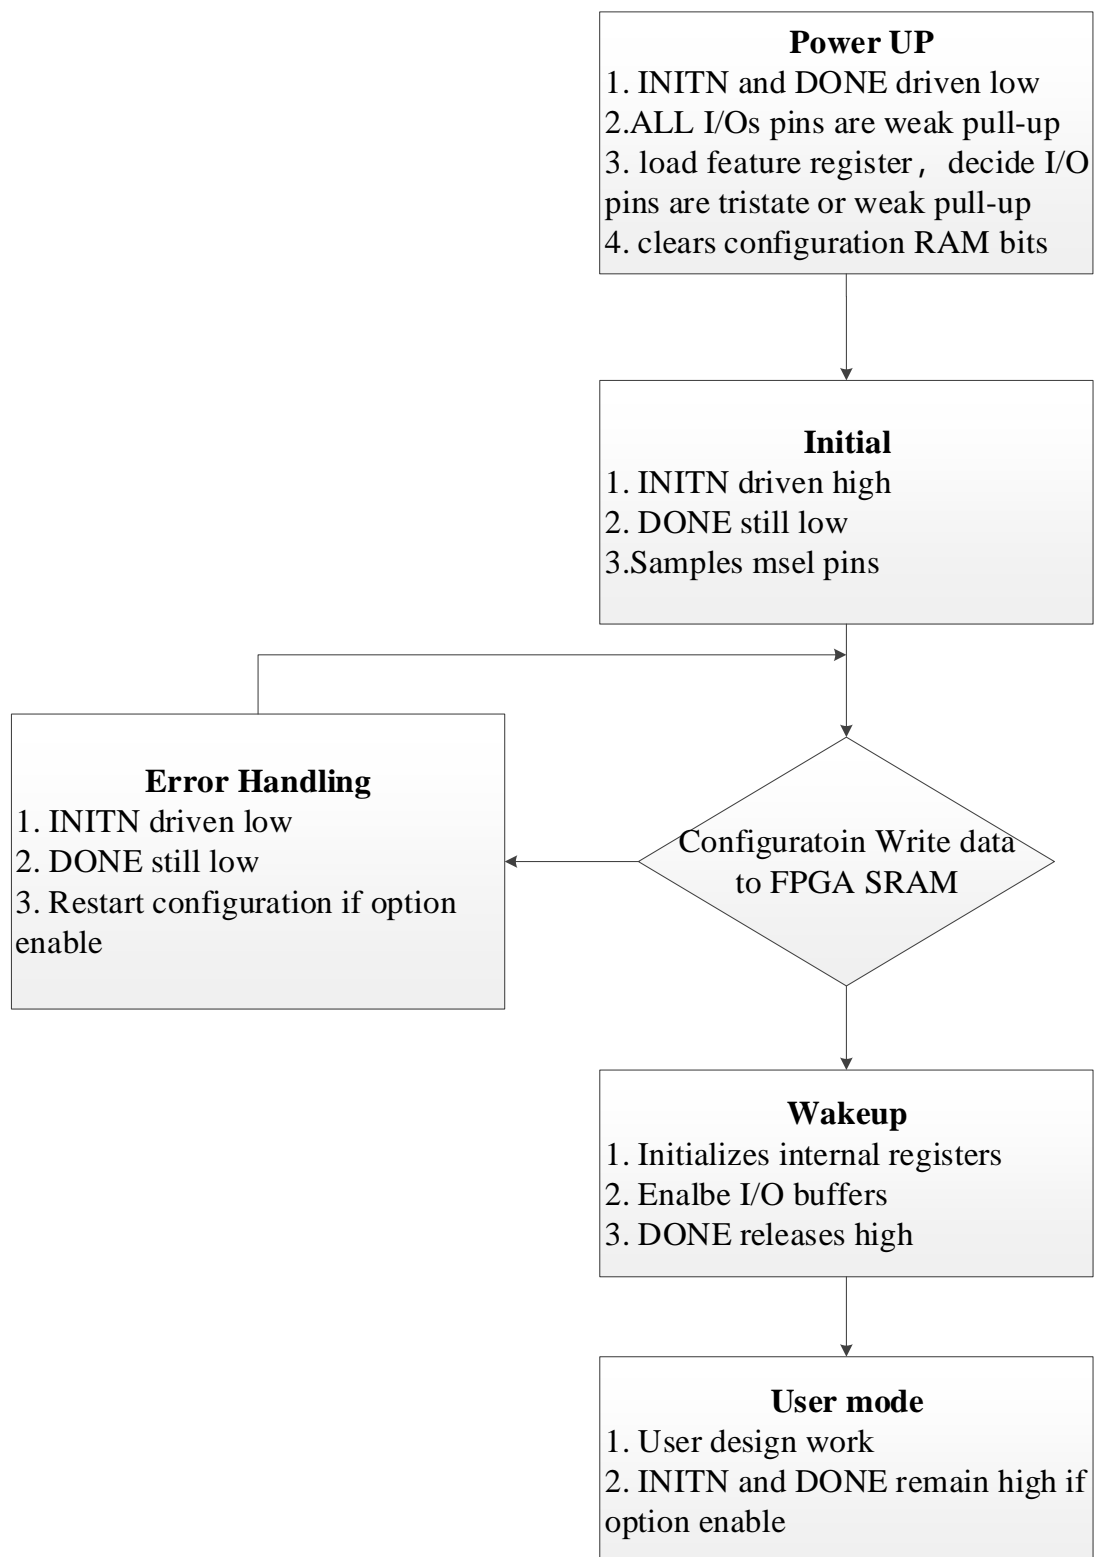 Power UP
1. INITN and DONE driven low
2.ALL I/Os pins are weak pull-up
3. load feature register， decide I/O
pins are tristate or weak pull-up
4. clears configuration RAM bits
Initial
1. INITN driven high
2. DONE still low
3.Samples msel pins
Error Handling
1. INITN driven low
2. DONE still low
3. Restart configuration if option
enable
Configuratoin Write data
to FPGA SRAM
Wakeup
1. Initializes internal registers
2. Enalbe I/O buffers
3. DONE releases high
User mode
1. User design work
2. INITN and DONE remain high if
option enable